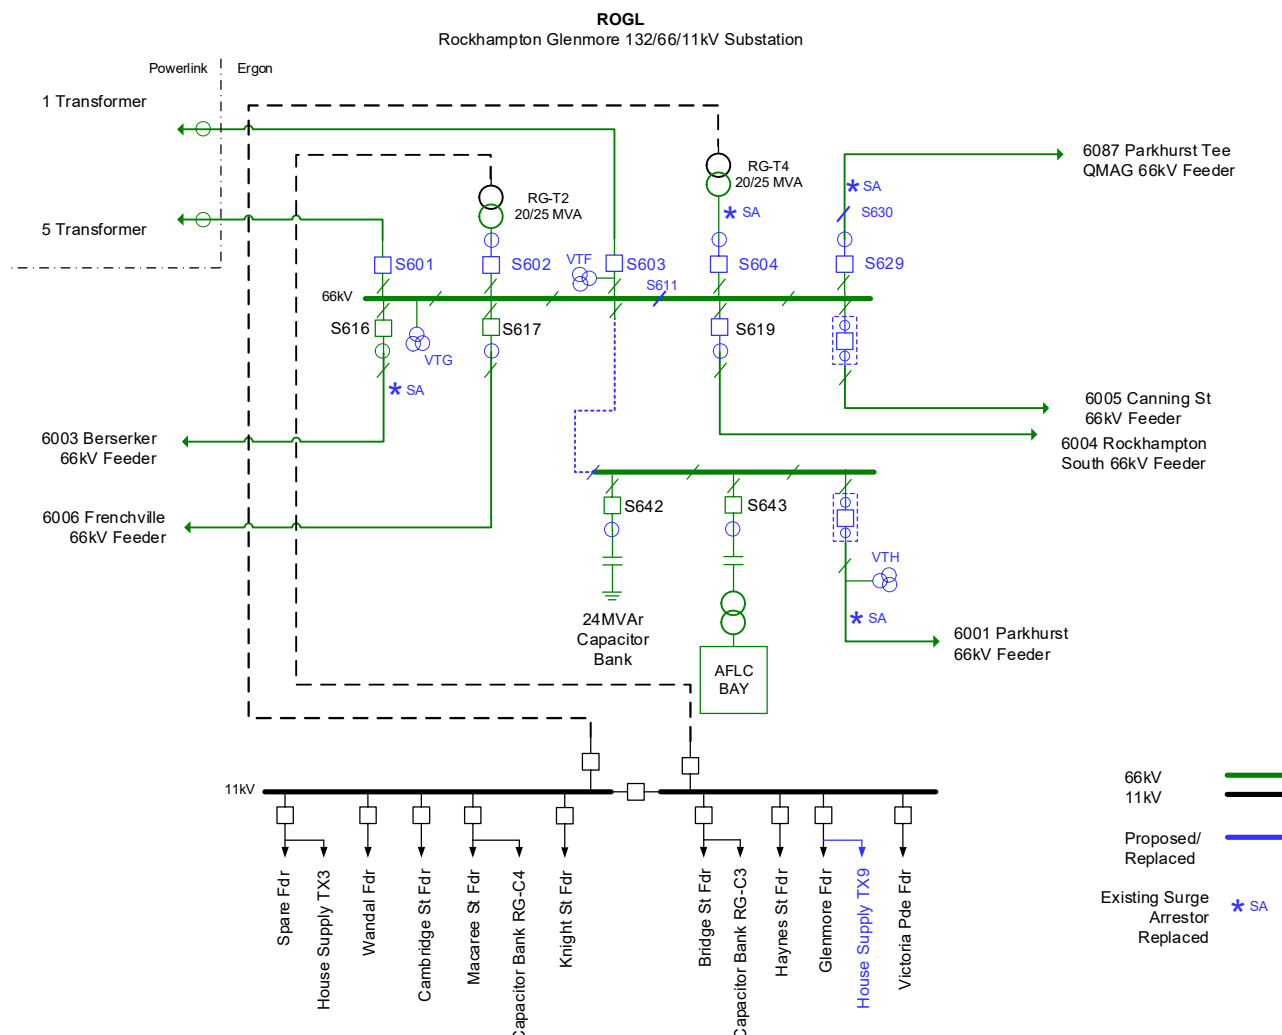 ROGL
Rockhampton Glenmore 132/66/11kV Substation
Powerlink
Ergon
1 Transformer
5 Transformer
RG-T2
20/25 MVA
RG-T4
20/25 MVA
SA
SA
S630
6087 Parkhurst Tee
QMAG 66kV Feeder
S601
S602
VTF
S603
S611
S604
S629
66kV
S616
VTG
S617
S619
SA
6003 Berserker
66kV Feeder
6005 Canning St
66kV Feeder
6004 Rockhampton
South 66kV Feeder
6006 Frenchville
66kV Feeder
S642
S643
VTH
SA
24MVAr
Capacitor
Bank
AFLC
BAY
6001 Parkhurst
66kV Feeder
11kV
Spare Fdr
House Supply TX3
Wandal Fdr
Cambridge St Fdr
Macaree St Fdr
Capacitor Bank RG-C4
Knight St Fdr
Bridge St Fdr
Capacitor Bank RG-C3
Haynes St Fdr
Glenmore Fdr
House Supply TX9
Victoria Pde Fdr
66kV
11kV
Proposed/
Replaced
Existing Surge
Arrestor
Replaced
* SA